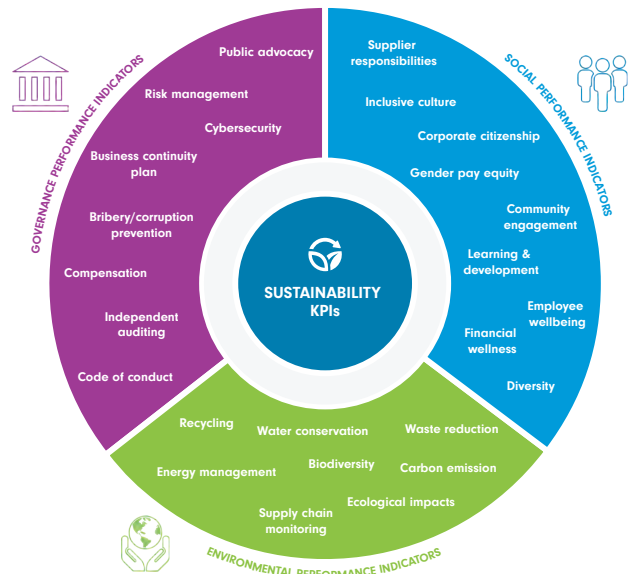 GOVERNANCE PERFORMANCE INDICATORS
Public advocacy
Risk management
Cybersecurity
Business continuity
plan
Bribery/corruption
prevention
Compensation
Independent
auditing
Code of conduct
SOCIAL PERFORMANCE INDICATORS
Supplier
responsibilities
Inclusive culture
Corporate citizenship
Gender pay equity
Community
engagement
Learning &
development
Employee
wellbeing
Financial
wellness
Diversity
SUSTAINABILITY
KPIs
Recycling
Water conservation
Waste reduction
Energy management
Biodiversity
Carbon emission
Ecological impacts
Supply chain
monitoring
ENVIRONMENTAL PERFORMANCE INDICATORS